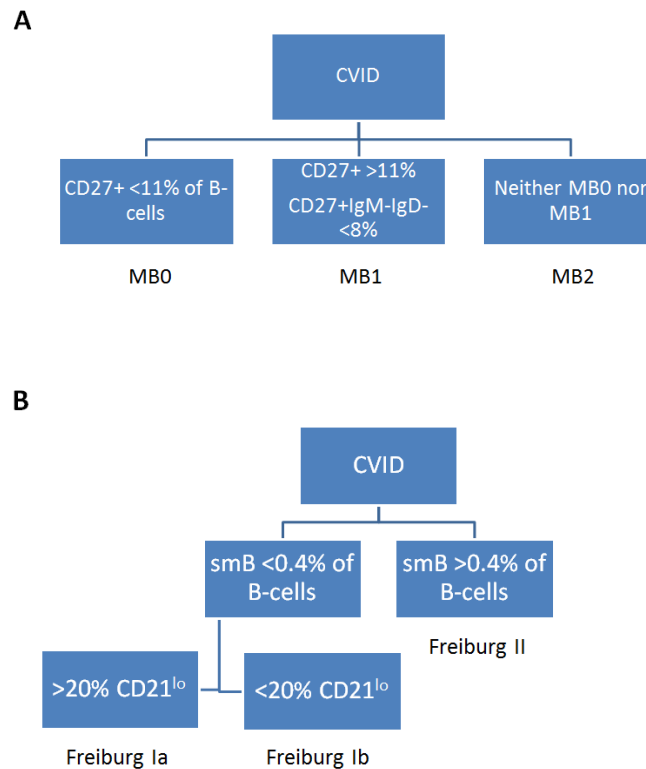 A
CVID
CD27+ <11% of B-
cells
CD27+ >11%
CD27+IgM-IgD-
<8%
Neither MB0 nor
MB1
MB0
MB1
MB2
B
CVID
smB <0.4% of
B-cells
smB >0.4% of
B-cells
Freiburg II
>20% CD21lo
<20% CD21lo
Freiburg Ia
Freiburg Ib